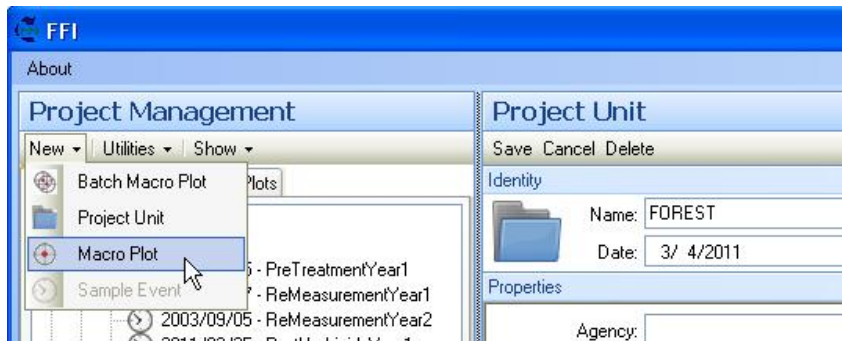 FFI
About
Project Management
New Utilities Show
Batch Macro Plot
Plots
Project Unit
Macro Plot
- PreTreatmentYear1
Sample Event
- ReMeasurementYear1
2003/09/05 - ReMeasurementYear2
Project Unit
Save Cancel Delete
Identity
Name: FOREST
Date: 3/ 4/2011
Properties
Agency: